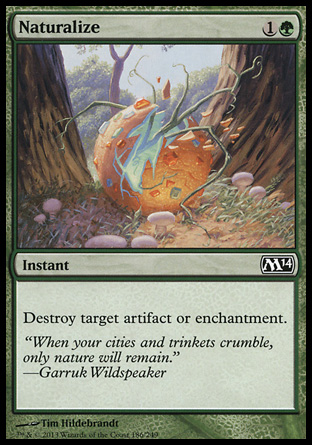 Naturalize 1
Instant M14
Destroy target artifact or enchantment.
“When your cities and trinkets crumble,
only nature will remain.”
—Garruk Wildspeaker
Tim Hildebrandt
™ & © 2013 Wizards of the Coast 186/249